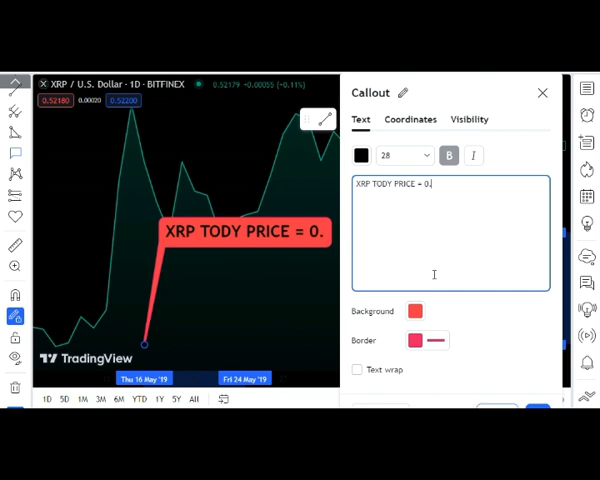 XRP / U.S. Dollar · 1D · BITFINEX
0.52179 −0.00055 (−0.11%)
0.52180 0.00020 0.52200
XRP TODY PRICE = 0.
TradingView
Thu 16 May '19
Fri 24 May '19
1D 5D 1M 3M 6M YTD 1Y 5Y All
Callout
Text Coordinates Visibility
28 B I
XRP TODY PRICE = 0.
Background
Border
Text wrap